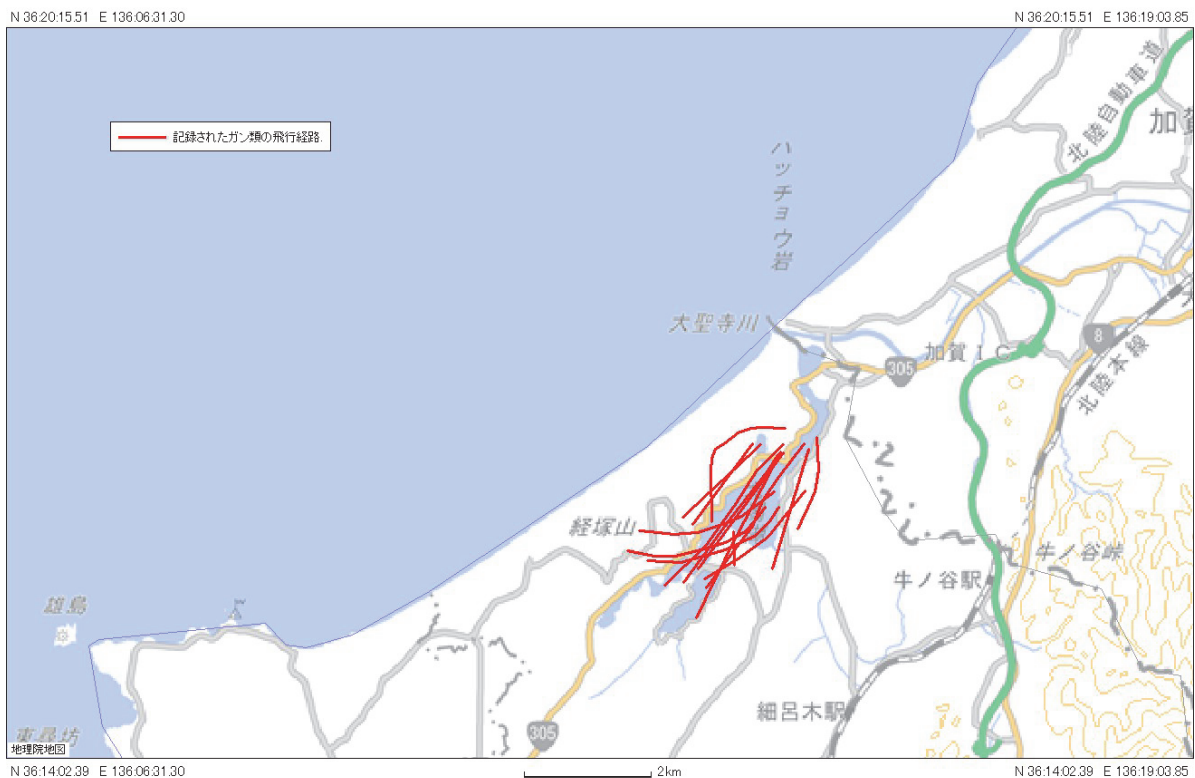 N 36:20:15.51 E 136:06:31.30
N 36:20:15.51 E 136:19:03.85
記録されたガン類の飛行経路
北陸自動車道
加
ハッチョウ岩
大聖寺川
加賀IC
305
8
北陸本線
経塚山
牛ノ谷峠
牛ノ谷駅
雄島
細呂木駅
305
東尋坊
地理院地図
N 36:14:02.39 E 136:06:31.30
2km
N 36:14:02.39 E 136:19:03.85